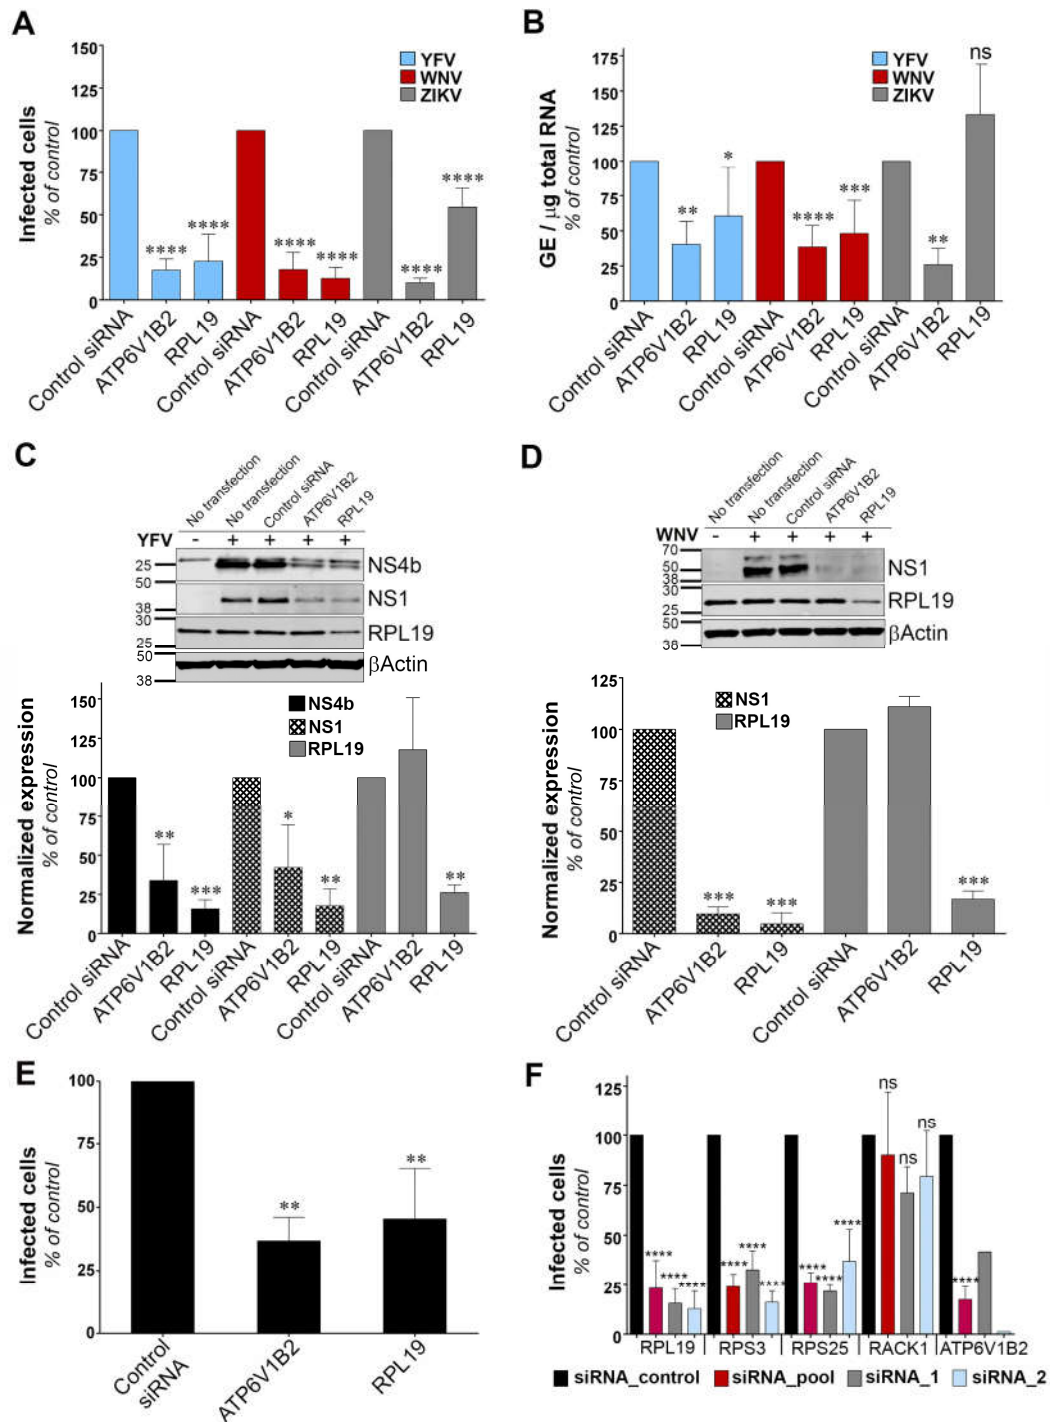 A
150
100
75
50
25
0
Infected cells
% of control
YFV
WNV
ZIKV
****
****
****
****
****
****
Control siRNA
ATP6V1B2
RPL19
Control siRNA
ATP6V1B2
RPL19
Control siRNA
ATP6V1B2
RPL19
B
175
150
125
100
75
50
25
0
GE / µg total RNA
% of control
YFV
WNV
ZIKV
**
*
****
***
**
ns
Control siRNA
ATP6V1B2
RPL19
Control siRNA
ATP6V1B2
RPL19
Control siRNA
ATP6V1B2
RPL19
C
No transfection
No transfection
Control siRNA
ATP6V1B2
RPL19
YFV - + + + +
25
NS4b
50
38
NS1
30
25
RPL19
50
38
βActin
150
125
100
75
50
25
0
Normalized expression
% of control
NS4b
NS1
RPL19
**
***
*
**
**
Control siRNA
ATP6V1B2
RPL19
Control siRNA
ATP6V1B2
RPL19
Control siRNA
ATP6V1B2
RPL19
D
No transfection
No transfection
Control siRNA
ATP6V1B2
RPL19
WNV - + + + +
70
50
38
NS1
30
25
RPL19
50
38
βActin
125
100
75
50
25
0
Normalized expression
% of control
NS1
RPL19
***
***
***
Control siRNA
ATP6V1B2
RPL19
Control siRNA
ATP6V1B2
RPL19
E
100
75
50
25
0
Infected cells
% of control
**
**
Control
siRNA
ATP6V1B2
RPL19
F
125
100
75
50
25
0
Infected cells
% of control
****
****
****
****
****
****
****
****
****
ns
ns
ns
****
RPL19
RPS3
RPS25
RACK1
ATP6V1B2
siRNA_control
siRNA_pool
siRNA_1
siRNA_2